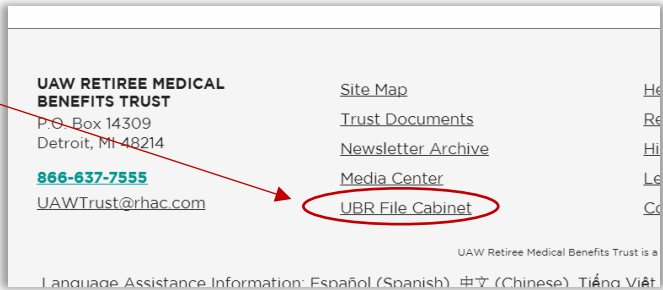 UAW RETIREE MEDICAL
BENEFITS TRUST
P.O. Box 14309
Detroit, MI 48214
866-637-7555
UAWTrust@rhac.com
Site Map
Trust Documents
Newsletter Archive
Media Center
UBR File Cabinet
UAW Retiree Medical Benefits Trust is a
Language Assistance Information: Español (Spanish), 中文 (Chinese), Tiếng Việt